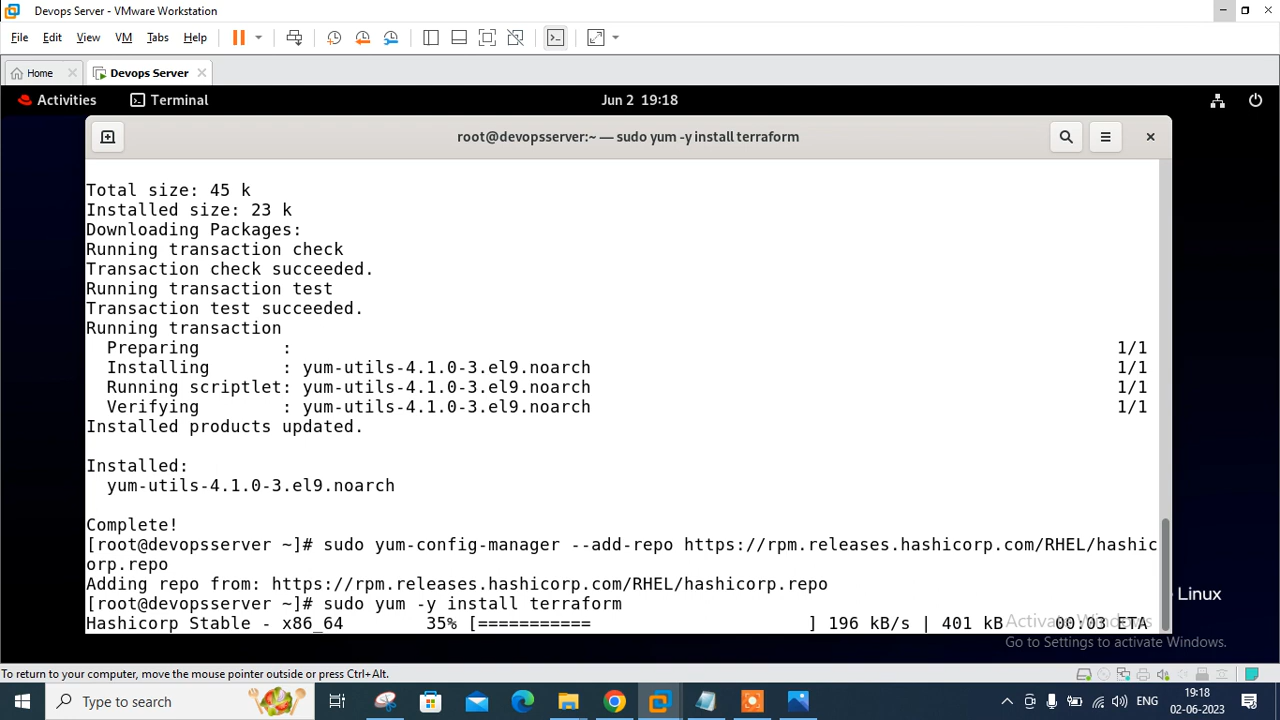 Devops Server - VMware Workstation
File Edit View VM Tabs Help
Home Devops Server
Activities Terminal Jun 2 19:18
root@devopsserver:~ — sudo yum -y install terraform
Total size: 45 k
Installed size: 23 k
Downloading Packages:
Running transaction check
Transaction check succeeded.
Running transaction test
Transaction test succeeded.
Running transaction
Preparing : 1/1
Installing : yum-utils-4.1.0-3.el9.noarch 1/1
Running scriptlet: yum-utils-4.1.0-3.el9.noarch 1/1
Verifying : yum-utils-4.1.0-3.el9.noarch 1/1
Installed products updated.
Installed:
yum-utils-4.1.0-3.el9.noarch
Complete!
[root@devopsserver ~]# sudo yum-config-manager --add-repo https://rpm.releases.hashicorp.com/RHEL/hashic
orp.repo
Adding repo from: https://rpm.releases.hashicorp.com/RHEL/hashicorp.repo
Linux
[root@devopsserver ~]# sudo yum -y install terraform
Hashicorp Stable - x86_64 35% [=========== ] 196 kB/s | 401 kB 00:03 ETA
Activate Windows
Go to Settings to activate Windows.
To return to your computer, move the mouse pointer outside or press Ctrl+Alt.
Type here to search
ENG
19:18
02-06-2023